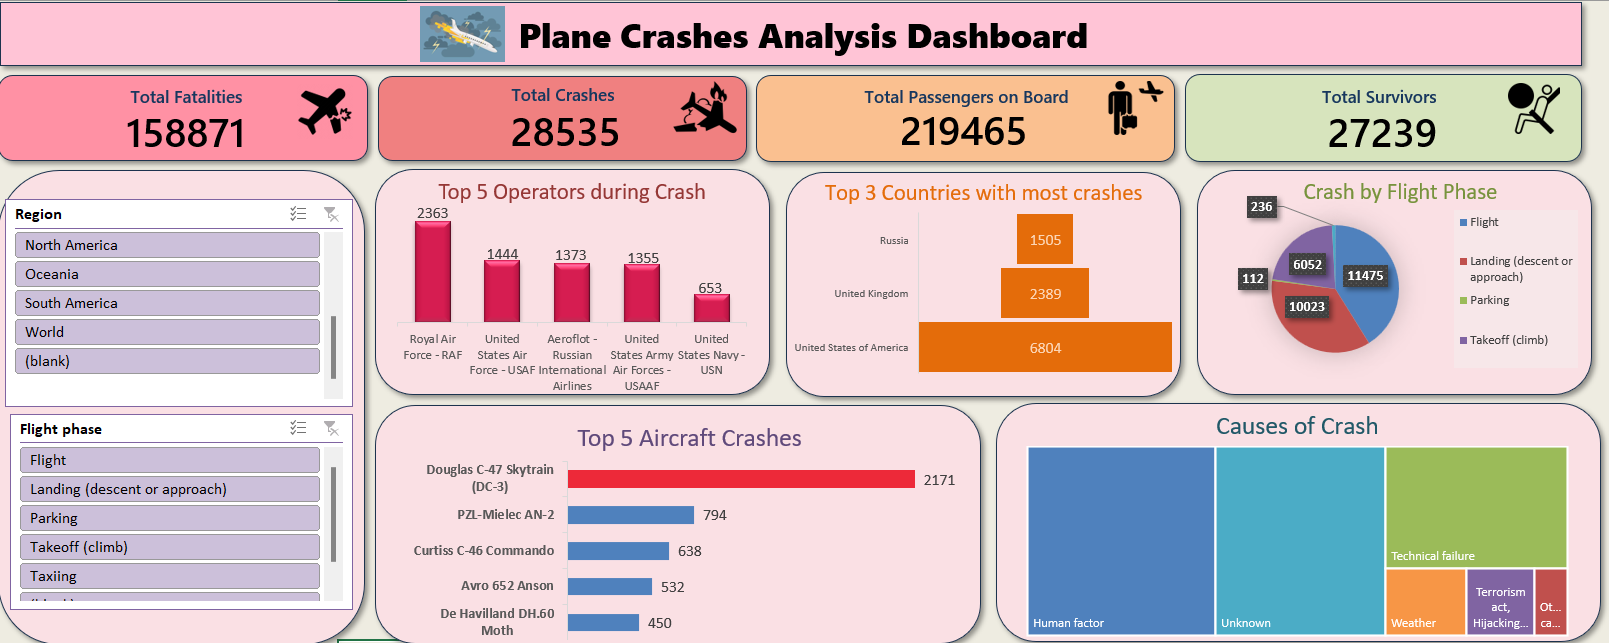 Plane Crashes Analysis Dashboard
Total Fatalities
158871
Total Crashes
28535
Total Passengers on Board
219465
Total Survivors
27239
Region
North America
Oceania
South America
World
(blank)
Flight phase
Flight
Landing (descent or approach)
Parking
Takeoff (climb)
Taxiing
Top 5 Operators during Crash
2363
1444
1373
1355
653
Royal Air
Force - RAF
United
States Air
Force - USAF
Aeroflot -
Russian
International
Airlines
United
States Army
Air Forces -
USAAF
United
States Navy -
USN
Top 3 Countries with most crashes
Russia
1505
United Kingdom
2389
United States of America
6804
Crash by Flight Phase
236
6052
11475
112
10023
Flight
Landing (descent or
approach)
Parking
Takeoff (climb)
Top 5 Aircraft Crashes
Douglas C-47 Skytrain
(DC-3)
2171
PZL-Mielec AN-2
794
Curtiss C-46 Commando
638
Avro 652 Anson
532
De Havilland DH.60
Moth
450
Causes of Crash
Human factor
Unknown
Technical failure
Weather
Terrorism
act,
Hijacking...
Ot...
ca...